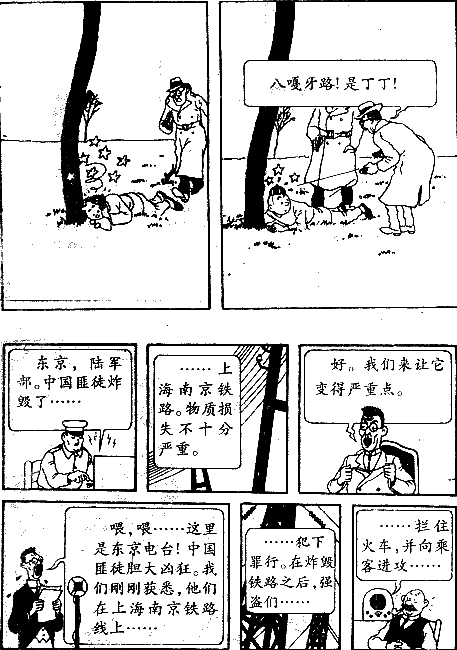 八嘎牙路！是丁丁！
东京，陆军
部。中国匪徒炸
毁了……
……上
海南京铁
路。物质损
失不十分
严重。
好。我们来让它
变得严重点。
喂，喂……这里
是东京电台！中国
匪徒胆大凶狂。我
们刚刚获悉，他们
在上海南京铁路
线上……
……犯下
罪行。在炸毁
铁路之后，强
盗们……
……拦住
火车，并向乘
客进攻……